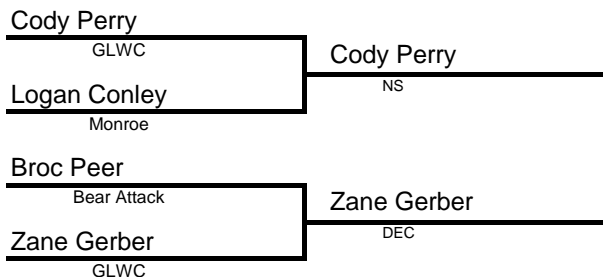 Cody Perry
GLWC
Cody Perry
NS
Logan Conley
Monroe
Broc Peer
Bear Attack
Zane Gerber
DEC
Zane Gerber
GLWC